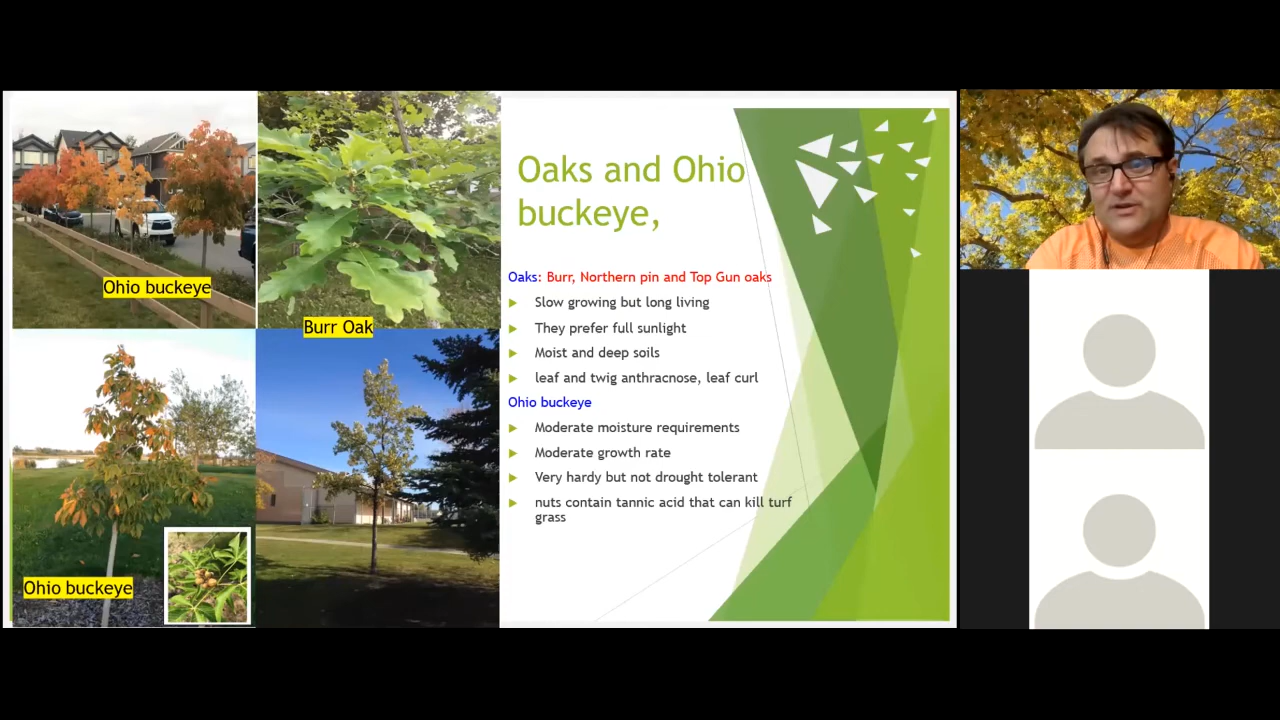 Ohio buckeye
Burr Oak
Ohio buckeye
Oaks and Ohio
buckeye,
Oaks: Burr, Northern pin and Top Gun oaks
Slow growing but long living
They prefer full sunlight
Moist and deep soils
leaf and twig anthracnose, leaf curl
Ohio buckeye
Moderate moisture requirements
Moderate growth rate
Very hardy but not drought tolerant
nuts contain tannic acid that can kill turf
grass